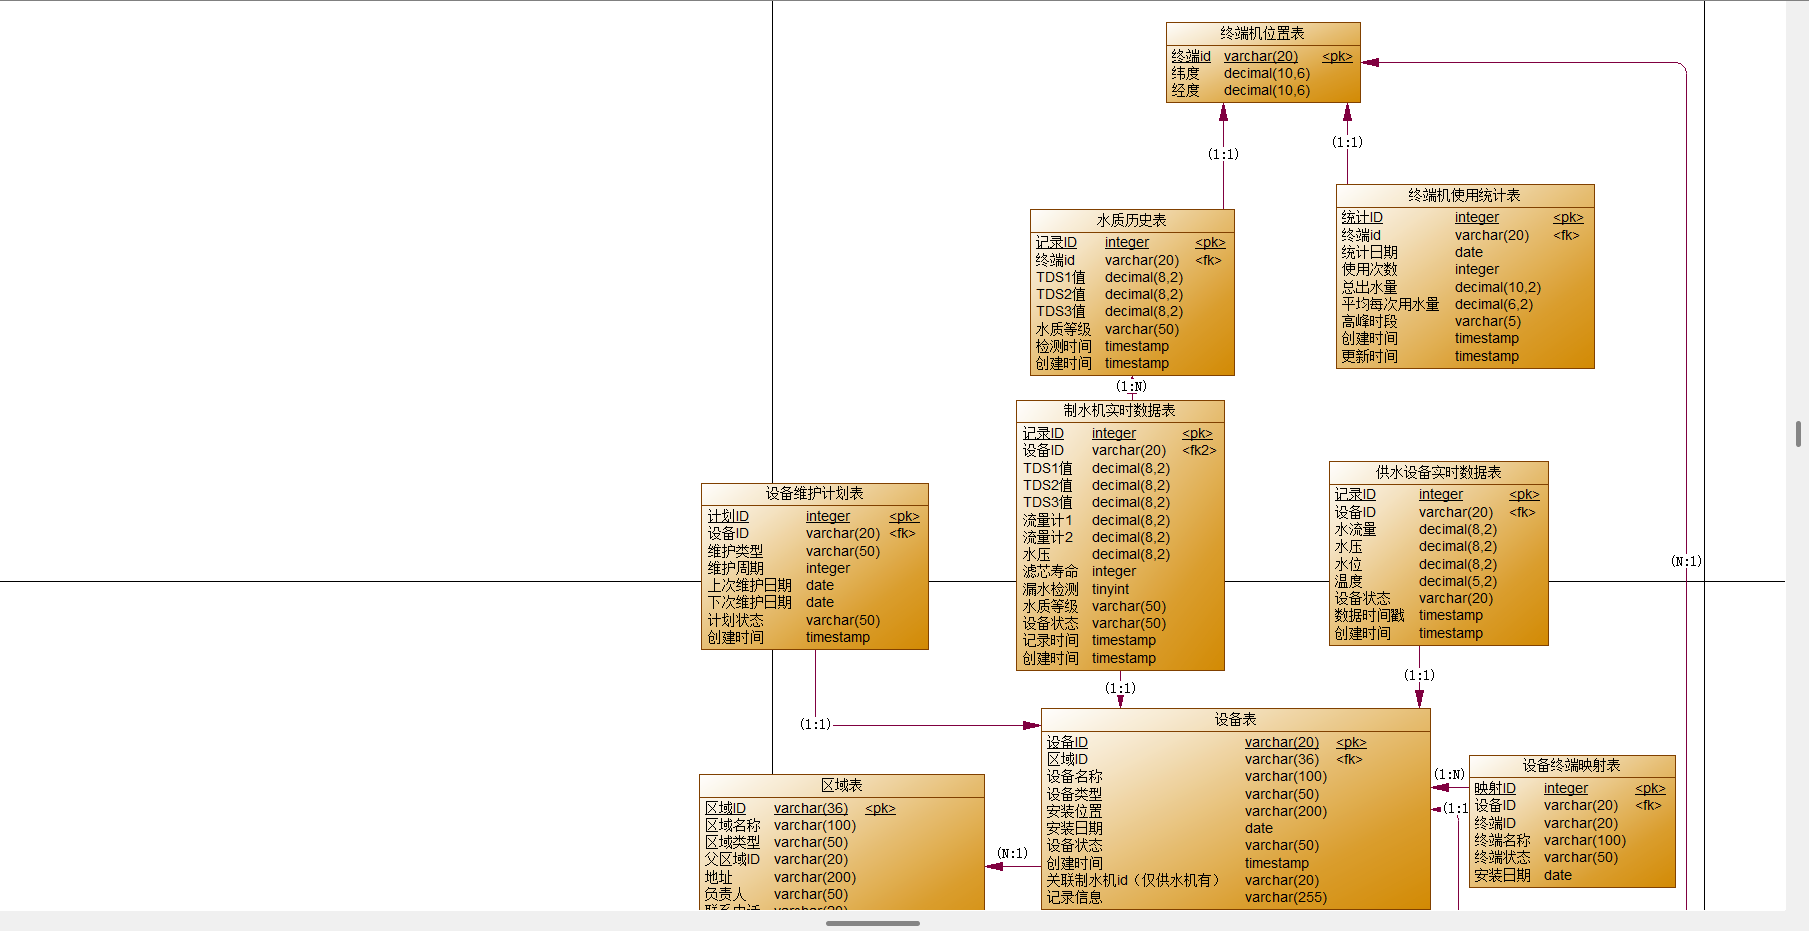 终端机位置表
终端id varchar(20) <pk>
纬度 decimal(10,6)
经度 decimal(10,6)
(1:1)
(1:1)
终端机使用统计表
统计ID integer <pk>
终端id varchar(20) <fk>
统计日期 date
使用次数 integer
总出水量 decimal(10,2)
平均每次用水量 decimal(6,2)
高峰时段 varchar(5)
创建时间 timestamp
更新时间 timestamp
水质历史表
记录ID integer <pk>
终端id varchar(20) <fk>
TDS1值 decimal(8,2)
TDS2值 decimal(8,2)
TDS3值 decimal(8,2)
水质等级 varchar(50)
检测时间 timestamp
创建时间 timestamp
(1:N)
制水机实时数据表
记录ID integer <pk>
设备ID varchar(20) <fk2>
TDS1值 decimal(8,2)
TDS2值 decimal(8,2)
TDS3值 decimal(8,2)
流量计1 decimal(8,2)
流量计2 decimal(8,2)
水压 decimal(8,2)
滤芯寿命 integer
漏水检测 tinyint
水质等级 varchar(50)
设备状态 varchar(50)
记录时间 timestamp
创建时间 timestamp
供水设备实时数据表
记录ID integer <pk>
设备ID varchar(20) <fk>
水流量 decimal(8,2)
水压 decimal(8,2)
水位 decimal(8,2)
温度 decimal(5,2)
设备状态 varchar(20)
数据时间戳 timestamp
创建时间 timestamp
设备维护计划表
计划ID integer <pk>
设备ID varchar(20) <fk>
维护类型 varchar(50)
维护周期 integer
上次维护日期 date
下次维护日期 date
计划状态 varchar(50)
创建时间 timestamp
(N:1)
(1:1)
(1:1)
(1:1)
设备表
设备ID varchar(20) <pk>
区域ID varchar(36) <fk>
设备名称 varchar(100)
设备类型 varchar(50)
安装位置 varchar(200)
安装日期 date
设备状态 varchar(50)
创建时间 timestamp
关联制水机id（仅供水机有） varchar(20)
记录信息 varchar(255)
(1:N)
(1:1
设备终端映射表
映射ID integer <pk>
设备ID varchar(20) <fk>
终端ID varchar(20)
终端名称 varchar(100)
终端状态 varchar(50)
安装日期 date
(N:1)
区域表
区域ID varchar(36) <pk>
区域名称 varchar(100)
区域类型 varchar(50)
父区域ID varchar(20)
地址 varchar(200)
负责人 varchar(50)